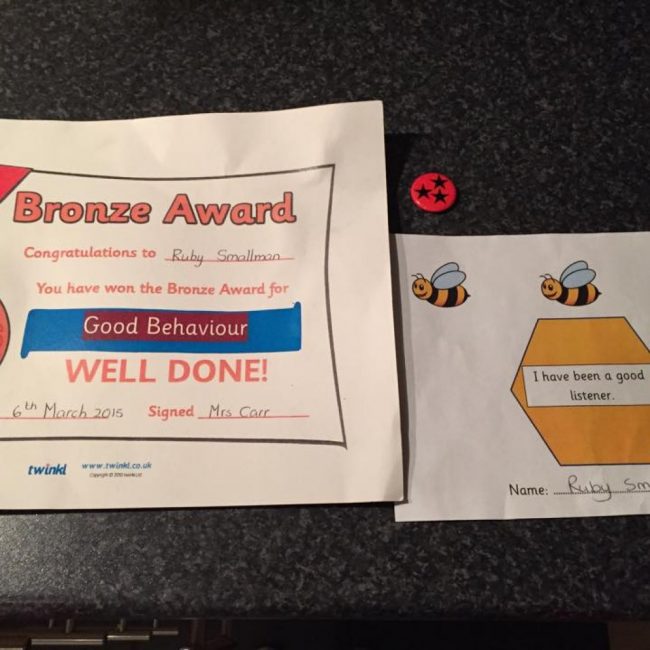 Bronze Award
Congratulations to Ruby Smallman
You have won the Bronze Award for
Good Behaviour
WELL DONE!
6th March 2015 Signed Mrs Carr
twinkl www.twinkl.co.uk
I have been a good
listener.
Name: Ruby Sm